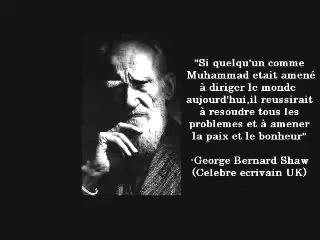 "Si quelqu'un comme
Muhammad etait amené
à diriger le monde
aujourd'hui,il reussirait
à resoudre tous les
problemes et à amener
la paix et le bonheur"
-George Bernard Shaw
(Celebre ecrivain UK)